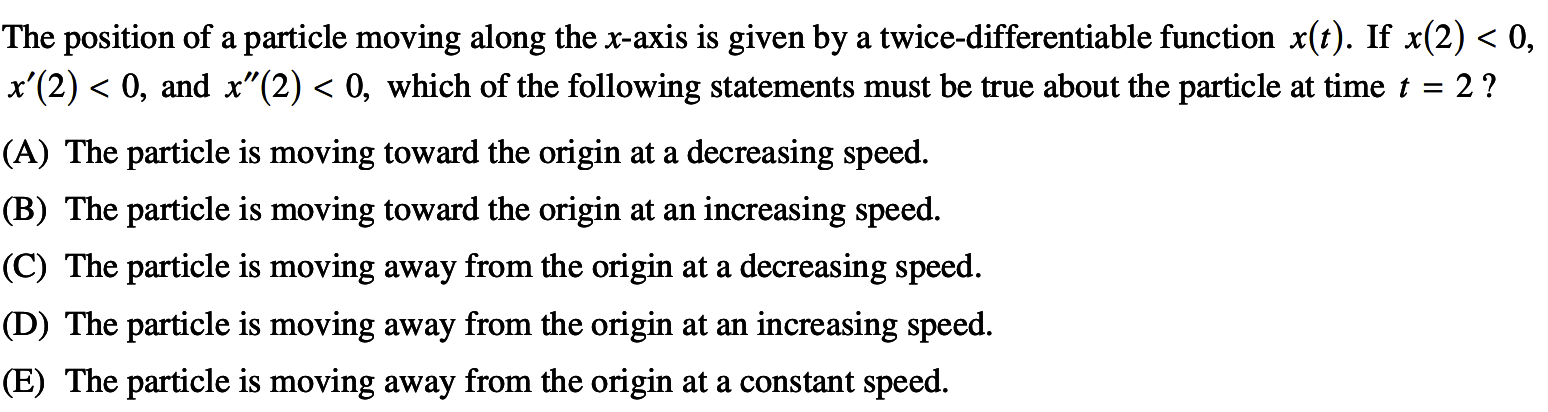 The position of a particle moving along the x-axis is given by a twice-differentiable function x(t). If x(2) < 0,
x′(2) < 0, and x″(2) < 0, which of the following statements must be true about the particle at time t = 2 ?
(A) The particle is moving toward the origin at a decreasing speed.
(B) The particle is moving toward the origin at an increasing speed.
(C) The particle is moving away from the origin at a decreasing speed.
(D) The particle is moving away from the origin at an increasing speed.
(E) The particle is moving away from the origin at a constant speed.